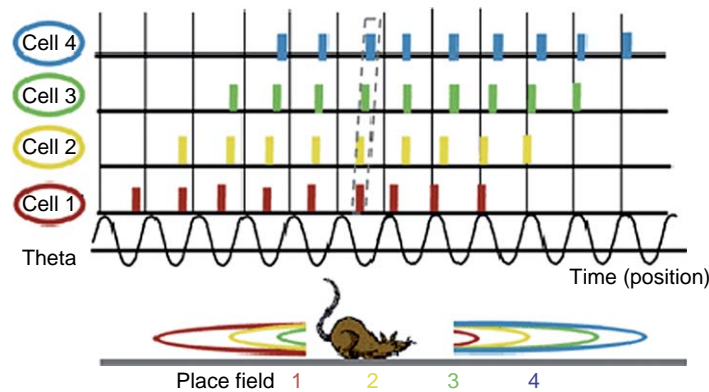 Cell 4
Cell 3
Cell 2
Cell 1
Theta
Time (position)
Place field 1 2 3 4